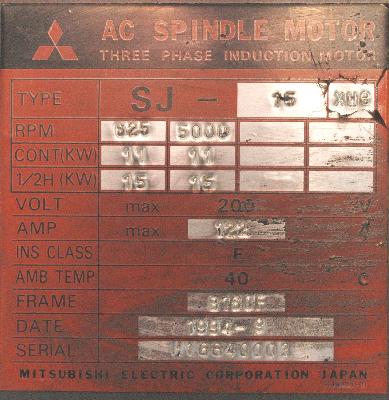 AC SPINDLE MOTOR
THREE PHASE INDUCTION MOTOR
TYPE SJ - 15
RPM 625 5000
CONT(KW) 11 11
1/2H (KW) 15 15
VOLT max 200 V
AMP max 122 A
INS CLASS F
AMB TEMP 40 C
FRAME
DATE 1994-9
SERIAL
MITSUBISHI ELECTRIC CORPORATION JAPAN